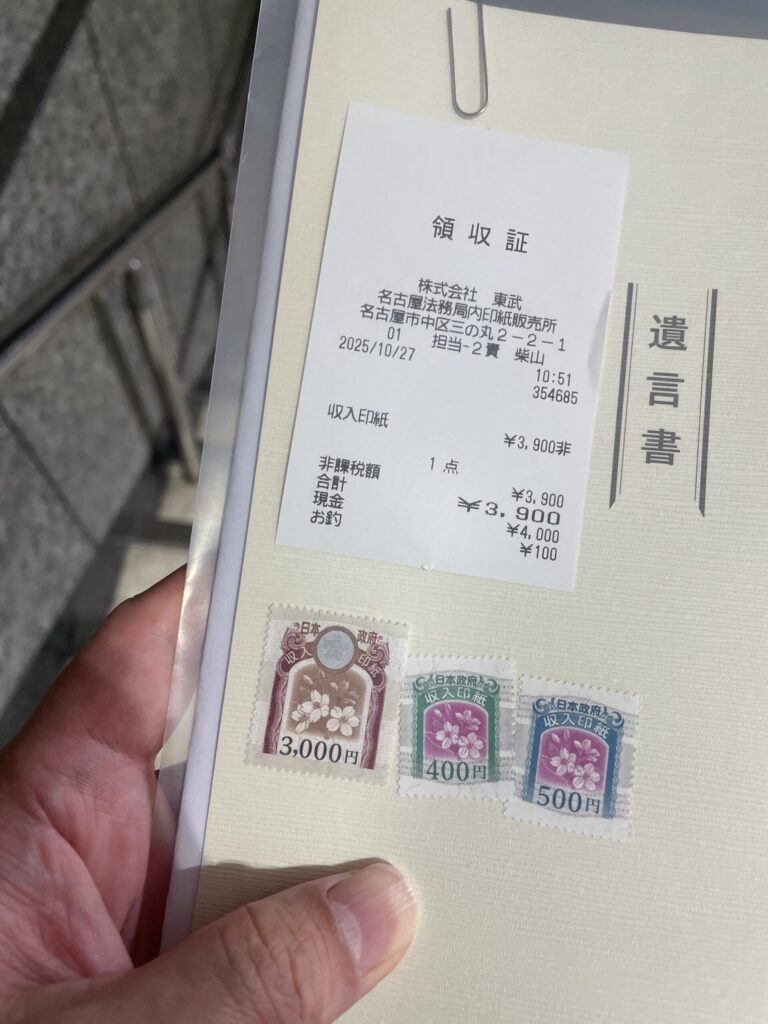 領収証
株式会社 東武
名古屋法務局内印紙販売所
名古屋市中区三の丸2-2-1
01 担当-2責 柴山
2025/10/27 10:51
354685
収入印紙
¥3,900非
非課税額 1点 ¥3,900
合計 ¥3,900
現金 ¥4,000
お釣 ¥100
遺言書
日本政府
収入印紙
3,000円
日本政府
収入印紙
400円
日本政府
収入印紙
500円